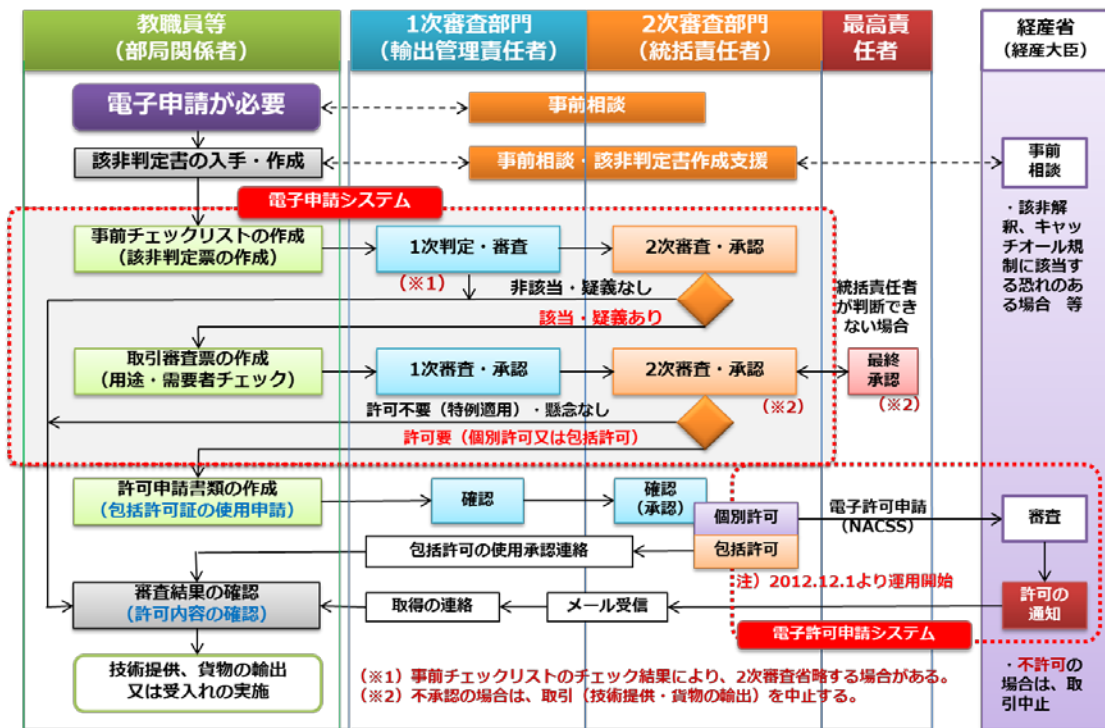 教職員等
（部局関係者）
1次審査部門
（輸出管理責任者）
2次審査部門
（統括責任者）
最高責
任者
経産省
（経産大臣）
電子申請が必要
事前相談
該非判定書の入手・作成
事前相談・該非判定書作成支援
事前
相談
電子申請システム
・該非解
釈、キャッ
チオール規
制に該当す
る恐れのあ
る場合　等
事前チェックリストの作成
（該非判定票の作成）
1次判定・審査
2次審査・承認
（※1）
非該当・疑義なし
該当・疑義あり
統括責任者
が判断でき
ない場合
取引審査票の作成
（用途・需要者チェック）
1次審査・承認
2次審査・承認
最終
承認
（※2）
（※2）
許可不要（特例適用）・懸念なし
許可要（個別許可又は包括許可）
許可申請書類の作成
（包括許可証の使用申請）
確認
確認
（承認）
個別許可
包括許可
電子許可申請
（NACSS）
審査
包括許可の使用承認連絡
注）2012.12.1より運用開始
審査結果の確認
（許可内容の確認）
取得の連絡
メール受信
許可の
通知
電子許可申請システム
技術提供、貨物の輸出
又は受入れの実施
（※1）事前チェックリストのチェック結果により、2次審査省略する場合がある。
（※2）不承認の場合は、取引（技術提供・貨物の輸出）を中止する。
・不許可の
場合は、取
引中止